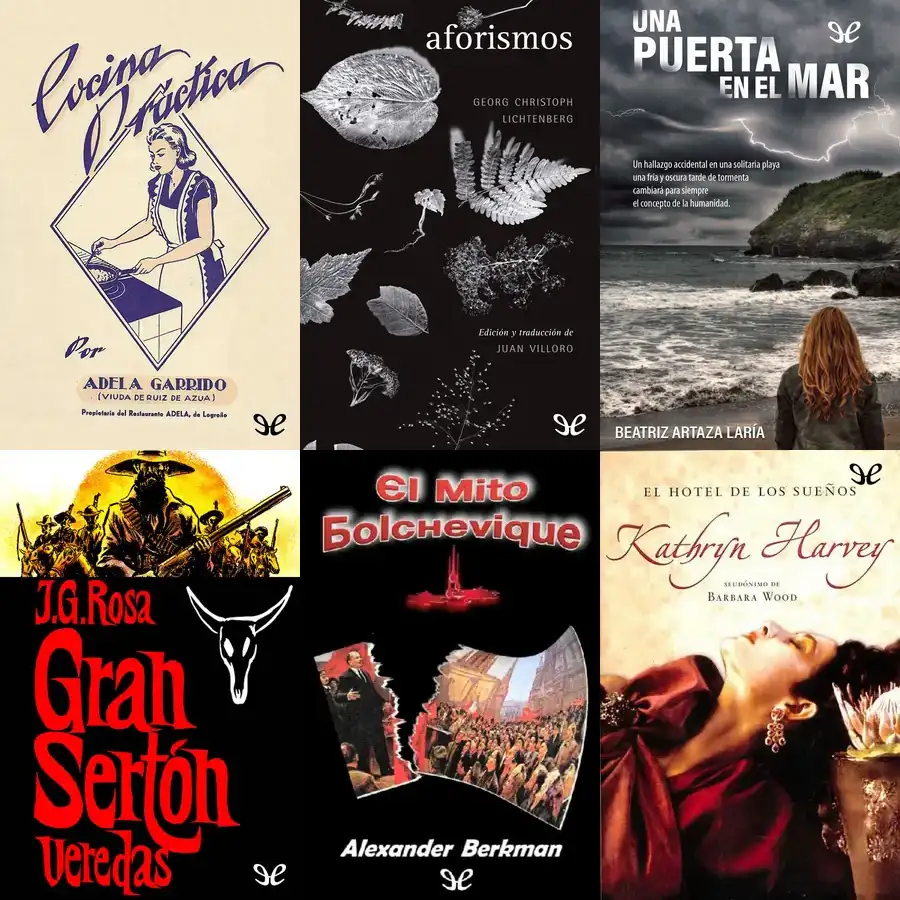 Cocina
Práctica
Por
ADELA GARRIDO
(VIUDA DE RUIZ DE AZUA)
Propietaria del Restaurante ADELA, de Logroño
aforismos
GEORG CHRISTOPH
LICHTENBERG
Edición y traducción de
JUAN VILLORO
UNA
PUERTA
EN EL MAR
Un hallazgo accidental en una solitaria playa
una fría y oscura tarde de tormenta
cambiará para siempre
el concepto de la humanidad.
BEATRIZ ARTAZA LARÍA
J.G.Rosa
Gran
Sertón
Veredas
El Mito
Bolchevique
Alexander Berkman
EL HOTEL DE LOS SUEÑOS
Kathryn Harvey
SEUDÓNIMO DE
BARBARA WOOD